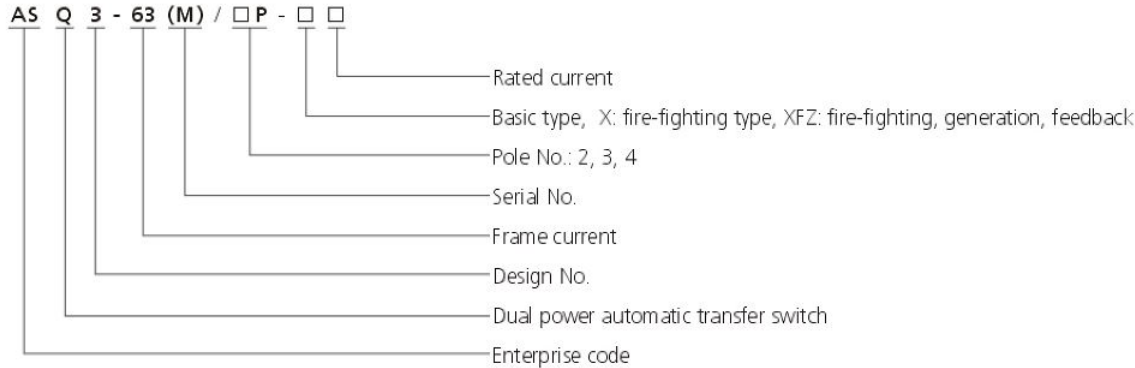 AS Q 3 - 63 (M) / □ P - □ □
Rated current
Basic type, X: fire-fighting type, XFZ: fire-fighting, generation, feedback
Pole No.: 2, 3, 4
Serial No.
Frame current
Design No.
Dual power automatic transfer switch
Enterprise code